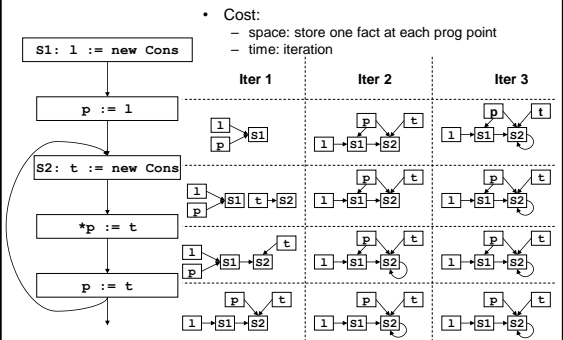 • Cost:
– space: store one fact at each prog point
– time: iteration
S1: l := new Cons
p := l
S2: t := new Cons
*p := t
p := t
Iter 1 Iter 2 Iter 3
l p S1
p t l S1 S2
p t l S1 S2
l p S1 t S2
p t l S1 S2
p t l S1 S2
t l p S1 S2
p t l S1 S2
p t l S1 S2
p t l S1 S2
p t l S1 S2
p t l S1 S2